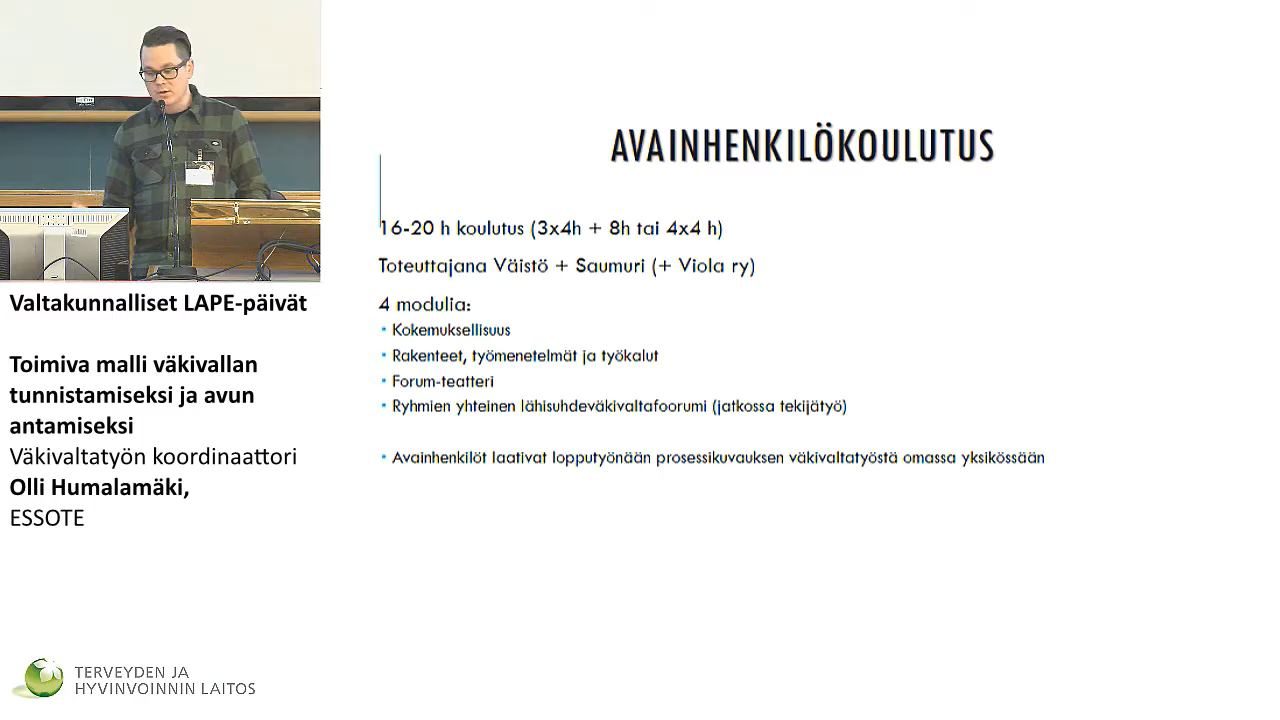 Valtakunnalliset LAPE-päivät
Toimiva malli väkivallan
tunnistamiseksi ja avun
antamiseksi
Väkivaltatyön koordinaattori
Olli Humalamäki,
ESSOTE
TERVEYDEN JA
HYVINVOINNIN LAITOS
AVAINHENKILÖKOULUTUS
16-20 h koulutus (3x4h + 8h tai 4x4 h)
Toteuttajana Väistö + Saumuri (+ Viola ry)
4 modulia:
• Kokemuksellisuus
• Rakenteet, työmenetelmät ja työkalut
• Forum-teatteri
• Ryhmien yhteinen lähisuhdeväkivaltafoorumi (jatkossa tekijätyö)
• Avainhenkilöt laativat lopputyönään prosessikuvauksen väkivaltatyöstä omassa yksikössään